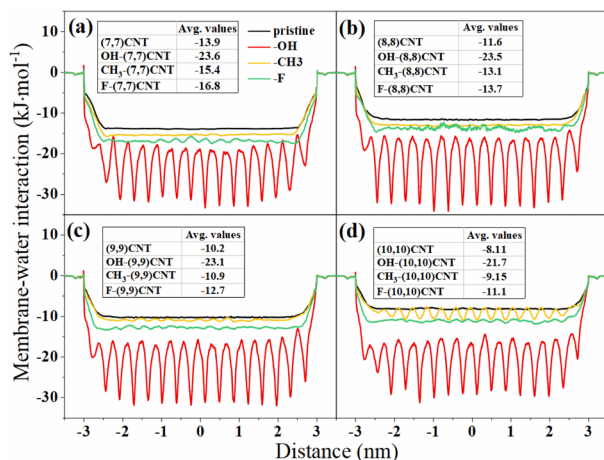 (a)
Avg. values
(7,7)CNT -13.9
OH-(7,7)CNT -23.6
CH3-(7,7)CNT -15.4
F-(7,7)CNT -16.8
pristine
-OH
-CH3
-F
(b)
Avg. values
(8,8)CNT -11.6
OH-(8,8)CNT -23.5
CH3-(8,8)CNT -13.1
F-(8,8)CNT -13.7
0
-10
-20
-30
(c)
Avg. values
(9,9)CNT -10.2
OH-(9,9)CNT -23.1
CH3-(9,9)CNT -10.9
F-(9,9)CNT -12.7
(d)
Avg. values
(10,10)CNT -8.11
OH-(10,10)CNT -21.7
CH3-(10,10)CNT -9.15
F-(10,10)CNT -11.1
0
-10
-20
-30
-3 -2 -1 0 1 2 3 -3 -2 -1 0 1 2 3
Membrane-water interaction (kJ·mol-1)
Distance (nm)